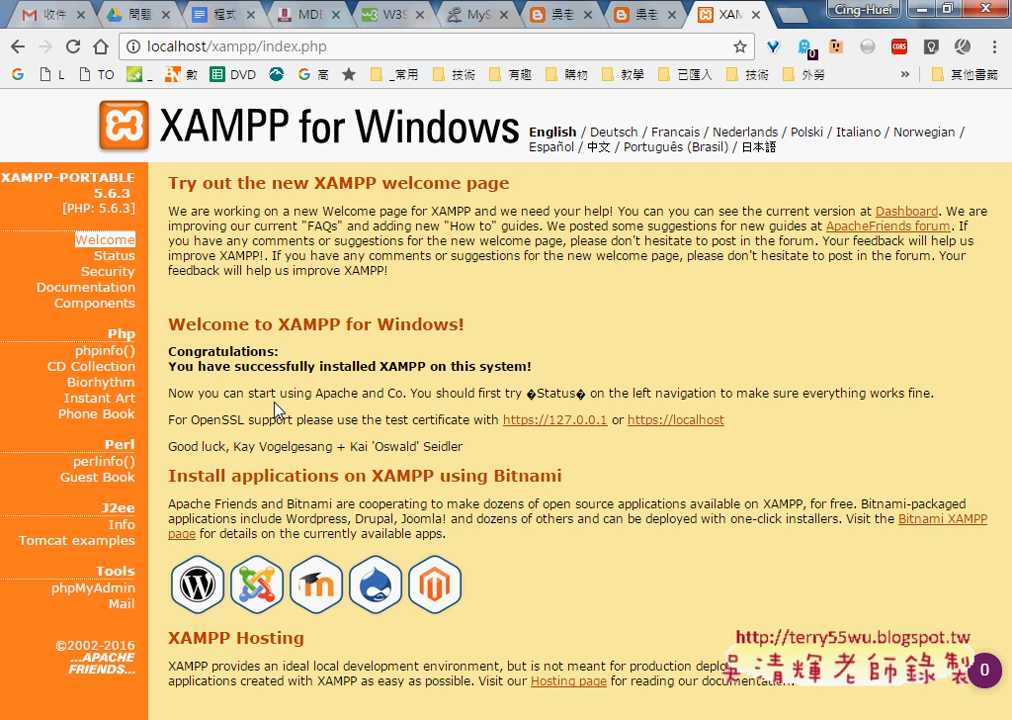 收件
問題
程式
MDB
W3S
MyS
吳老
吳老
XAM
Cing-Huei
localhost/xampp/index.php
0
CORS
L
TO
數
DVD
高
_常用
技術
有趣
購物
教學
已匯入
技術
外勞
»
其他書籤
XAMPP for Windows
English / Deutsch / Francais / Nederlands / Polski / Italiano / Norwegian /
Español / 中文 / Português (Brasil) / 日本語
XAMPP-PORTABLE
5.6.3
[PHP: 5.6.3]
Welcome
Status
Security
Documentation
Components
Php
phpinfo()
CD Collection
Biorhythm
Instant Art
Phone Book
Perl
perlinfo()
Guest Book
J2ee
Info
Tomcat examples
Tools
phpMyAdmin
Mail
©2002-2016
...APACHE
FRIENDS...
Try out the new XAMPP welcome page
We are working on a new Welcome page for XAMPP and we need your help! You can you can see the current version at Dashboard. We are
improving our current "FAQs" and adding new "How to" guides. We posted some suggestions for new guides at ApacheFriends forum. If
you have any comments or suggestions for the new welcome page, please don't hesitate to post in the forum. Your feedback will help us
improve XAMPP!. If you have any comments or suggestions for the new welcome page, please don't hesitate to post in the forum. Your
feedback will help us improve XAMPP!
Welcome to XAMPP for Windows!
Congratulations:
You have successfully installed XAMPP on this system!
Now you can start using Apache and Co. You should first try �Status� on the left navigation to make sure everything works fine.
For OpenSSL support please use the test certificate with https://127.0.0.1 or https://localhost
Good luck, Kay Vogelgesang + Kai 'Oswald' Seidler
Install applications on XAMPP using Bitnami
Apache Friends and Bitnami are cooperating to make dozens of open source applications available on XAMPP, for free. Bitnami-packaged
applications include Wordpress, Drupal, Joomla! and dozens of others and can be deployed with one-click installers. Visit the Bitnami XAMPP
page for details on the currently available apps.
XAMPP Hosting
XAMPP provides an ideal local development environment, but is not meant for production
applications created with XAMPP as easy as possible. Visit our Hosting page for reading our
http://terry55wu.blogspot.tw
吳清輝老師錄製
0